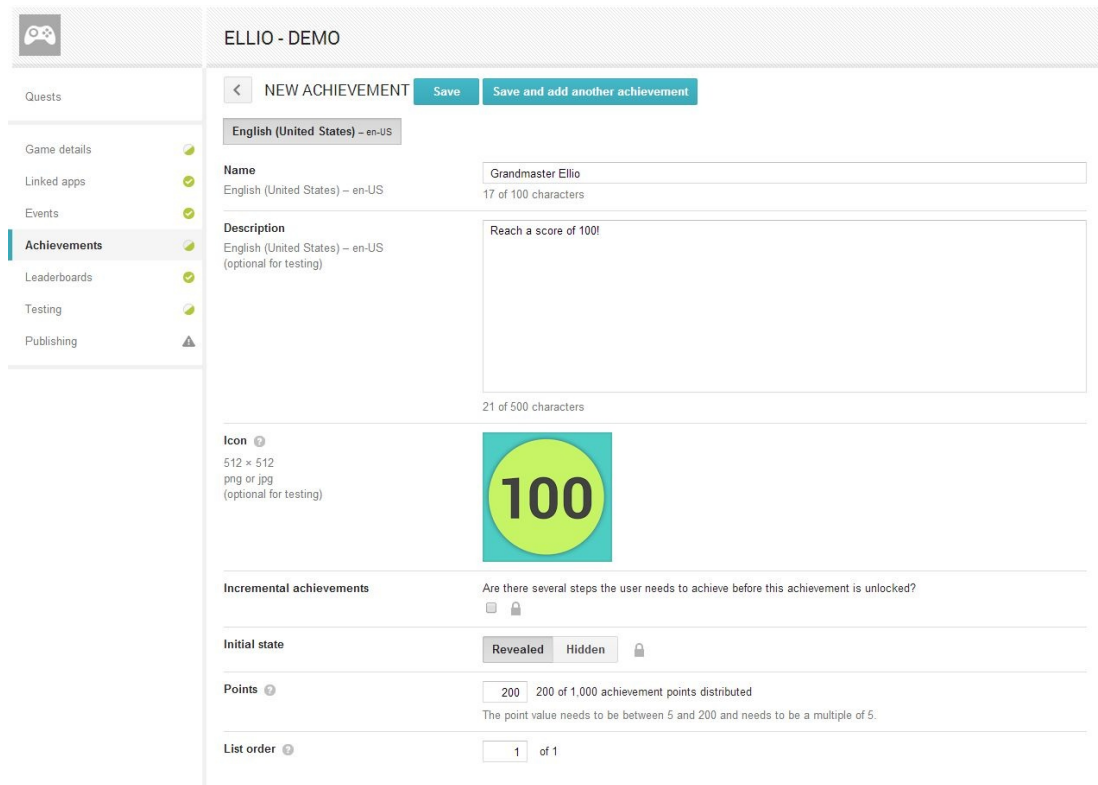 ELLIO - DEMO
Quests
Game details
Linked apps
Events
Achievements
Leaderboards
Testing
Publishing
NEW ACHIEVEMENT
Save
Save and add another achievement
English (United States) – en-US
Name
English (United States) – en-US
Grandmaster Ellio
17 of 100 characters
Description
English (United States) – en-US
(optional for testing)
Reach a score of 100!
21 of 500 characters
Icon ?
512 × 512
png or jpg
(optional for testing)
100
Incremental achievements
Are there several steps the user needs to achieve before this achievement is unlocked?
Initial state
Revealed Hidden
Points ?
200 200 of 1,000 achievement points distributed
The point value needs to be between 5 and 200 and needs to be a multiple of 5.
List order ?
1 of 1